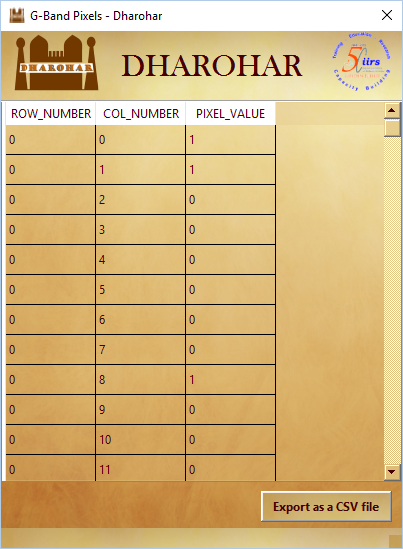 G-Band Pixels - Dharohar
DHAROHAR
DHAROHAR
Training Education Research
5 iirs
Capacity Building
ROW_NUMBER COL_NUMBER PIXEL_VALUE
0 0 1
0 1 1
0 2 0
0 3 0
0 4 0
0 5 0
0 6 0
0 7 0
0 8 1
0 9 0
0 10 0
0 11 0
Export as a CSV file